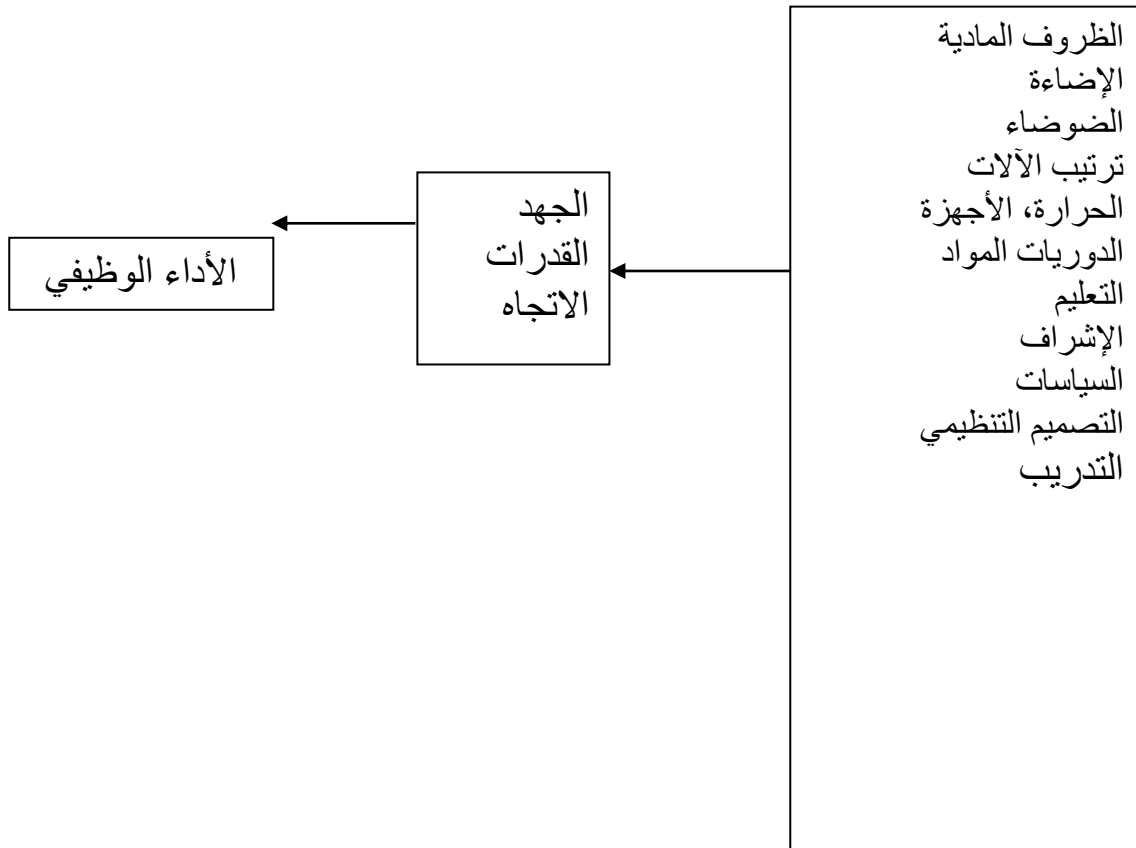 الظروف المادية
الإضاءة
الضوضاء
ترتيب الآلات
الحرارة، الأجهزة
الدوريات المواد
التعليم
الإشراف
السياسات
التصميم التنظيمي
التدريب
الجهد
القدرات
الاتجاه
الأداء الوظيفي